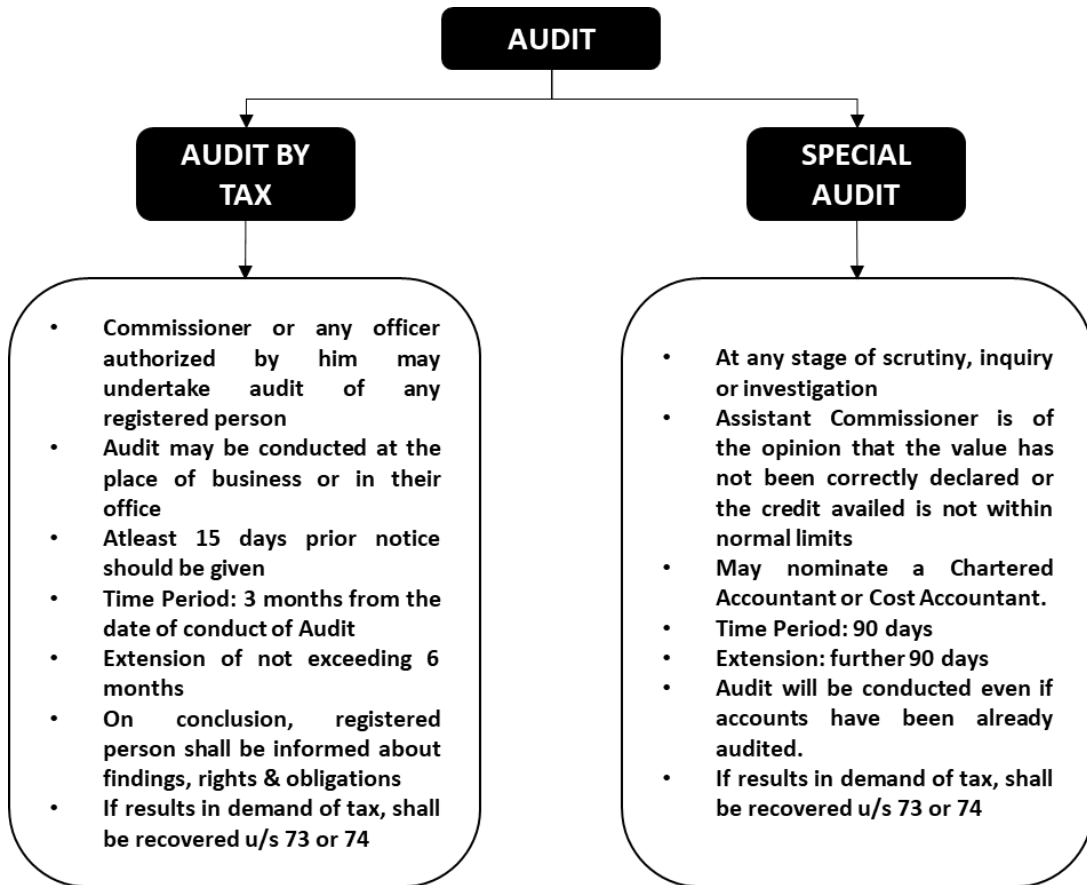 AUDIT
AUDIT BY
TAX
• Commissioner or any officer
authorized by him may
undertake audit of any
registered person
• Audit may be conducted at the
place of business or in their
office
• Atleast 15 days prior notice
should be given
• Time Period: 3 months from the
date of conduct of Audit
• Extension of not exceeding 6
months
• On conclusion, registered
person shall be informed about
findings, rights & obligations
• If results in demand of tax, shall
be recovered u/s 73 or 74
SPECIAL
AUDIT
• At any stage of scrutiny, inquiry
or investigation
• Assistant Commissioner is of
the opinion that the value has
not been correctly declared or
the credit availed is not within
normal limits
• May nominate a Chartered
Accountant or Cost Accountant.
• Time Period: 90 days
• Extension: further 90 days
• Audit will be conducted even if
accounts have been already
audited.
• If results in demand of tax, shall
be recovered u/s 73 or 74